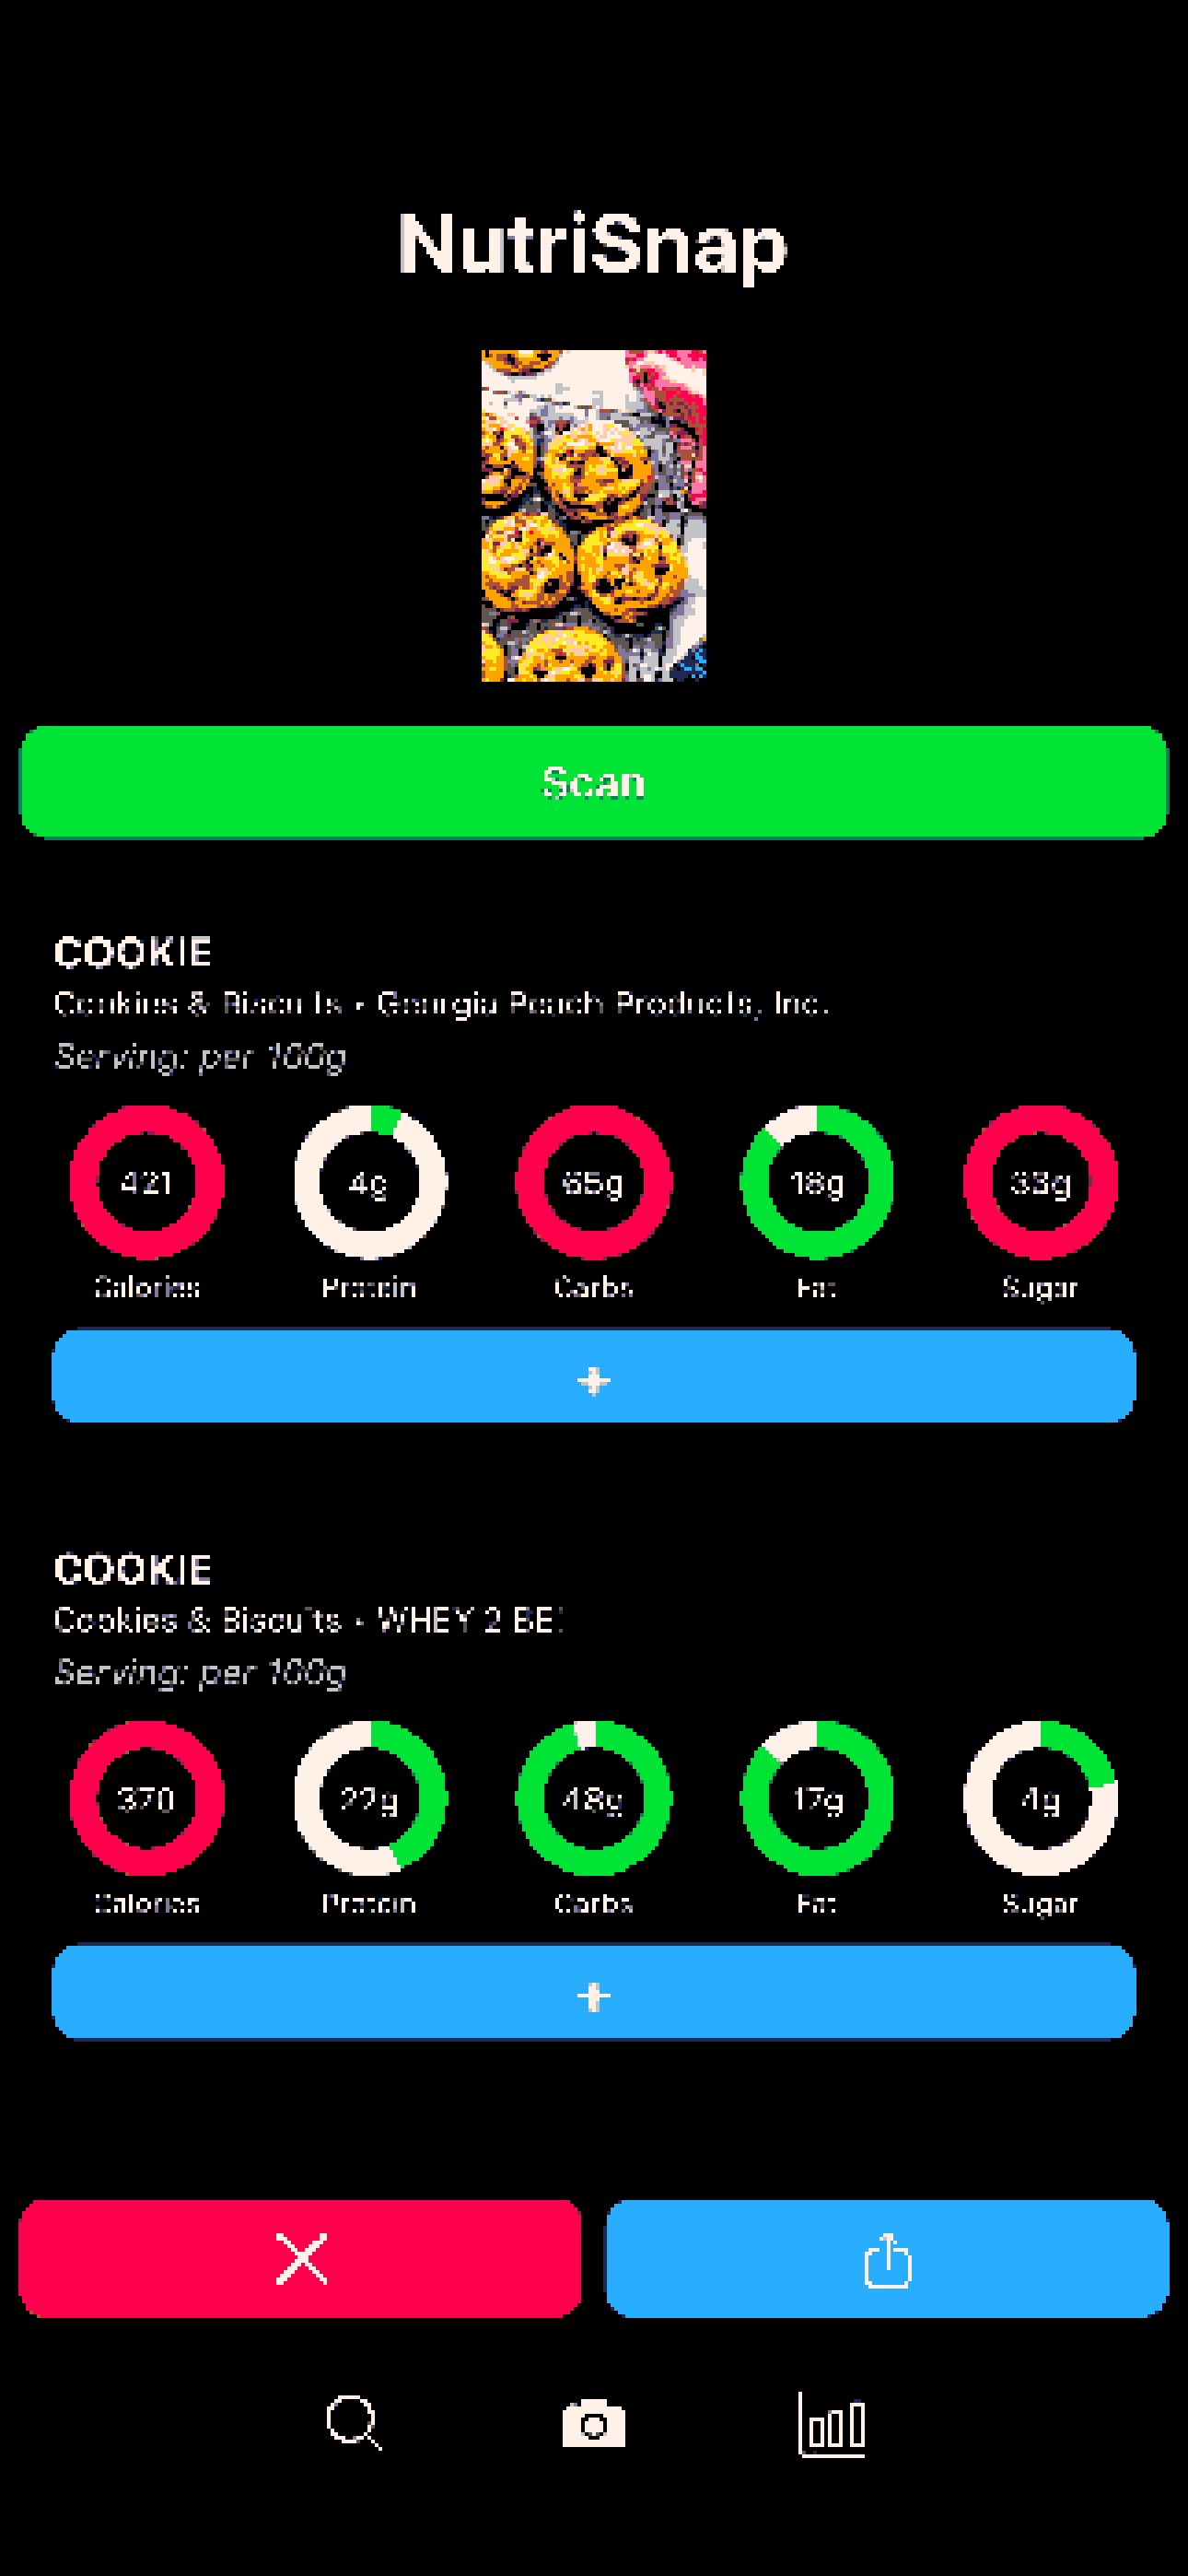 NutriSnap
Scan
COOKIE
Cookies & Biscuits • Georgia Peach Products, Inc.
Serving: per 100g
421 4g 65g 18g 33g
Calories Protein Carbs Fat Sugar
+
COOKIE
Cookies & Biscuits • WHEY 2 BE!
Serving: per 100g
370 22g 48g 17g 4g
Calories Protein Carbs Fat Sugar
+